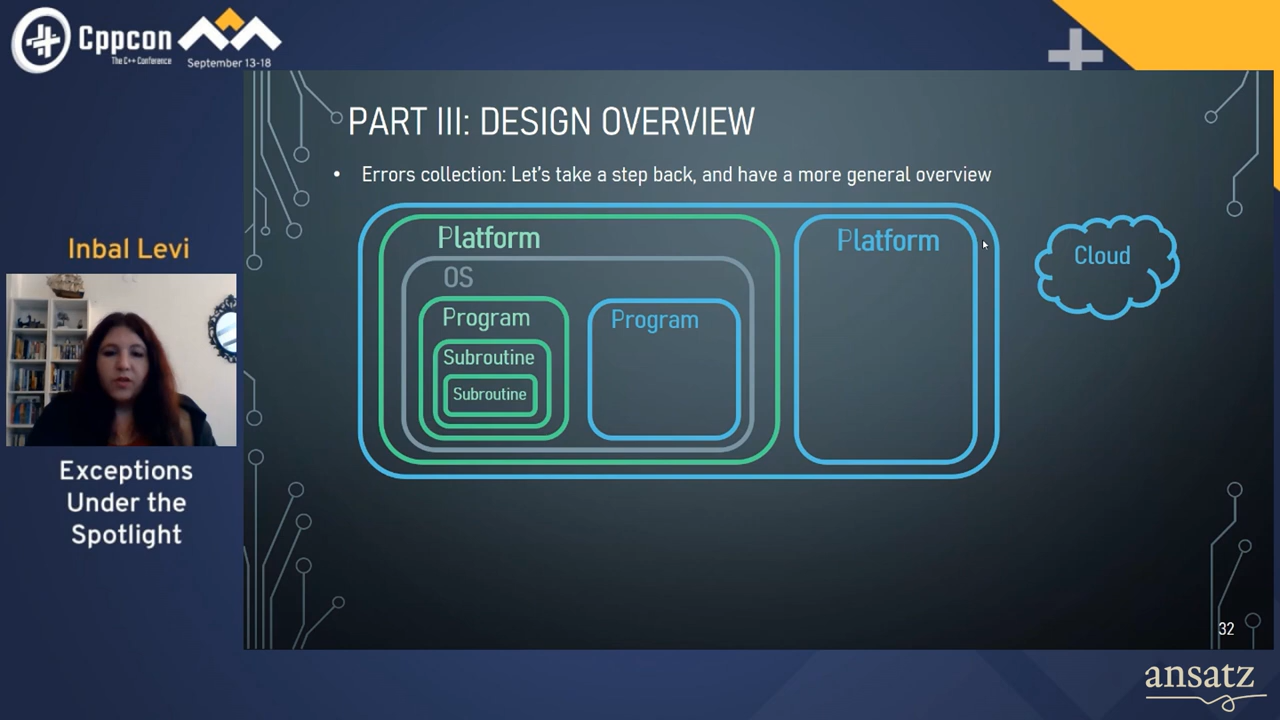 Cppcon
The C++ Conference
September 13-18
PART III: DESIGN OVERVIEW
• Errors collection: Let's take a step back, and have a more general overview
Platform
OS
Program
Subroutine
Subroutine
Program
Platform
Cloud
Inbal Levi
Exceptions
Under the
Spotlight
32
ansatz